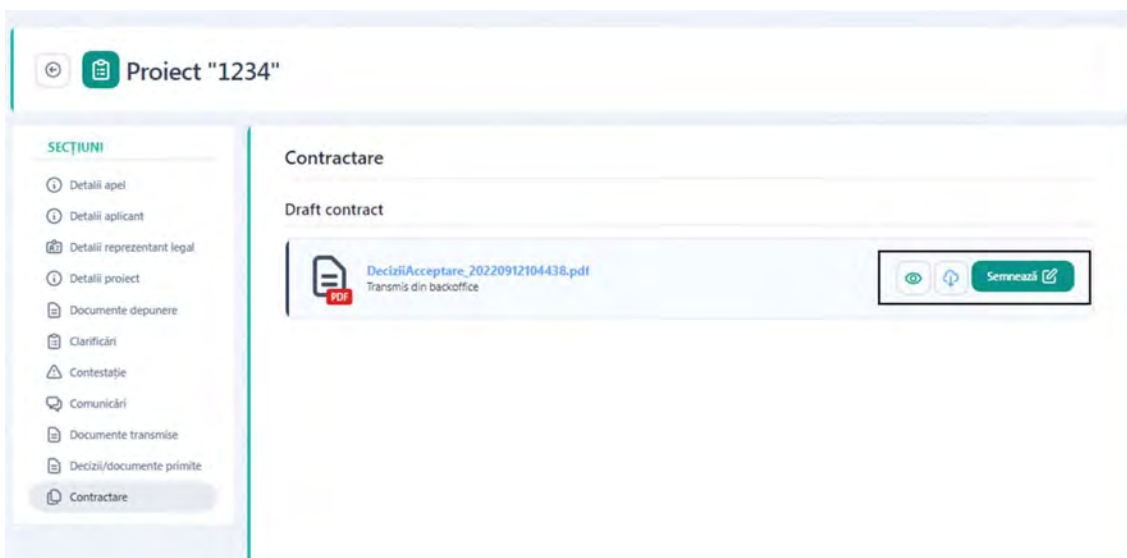 Proiect "1234"
SECȚIUNI
Detalii apel
Detalii aplicant
Detalii reprezentant legal
Detalii proiect
Documente depunere
Clarificări
Contestație
Comunicări
Documente transmise
Decizii/documente primite
Contractare
Contractare
Draft contract
PDF
DeciziiAcceptare_20220912104438.pdf
Transmis din backoffice
Semnează